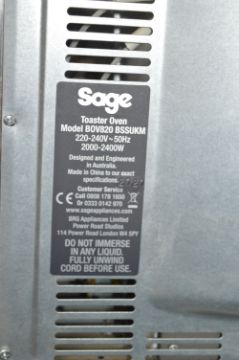 Sage
Toaster Oven
Model BOV820 BSSUKM
220-240V~50Hz
2000-2400W
Designed and Engineered
in Australia.
Made in China to our exact
specifications.
Customer Service
Call 0808 178 1650
Or 0333 0142 970
www.sageappliances.com
BRG Appliances Limited
Power Road Studios
114 Power Road London W4 5PY
DO NOT IMMERSE
IN ANY LIQUID.
FULLY UNWIND
CORD BEFORE USE.